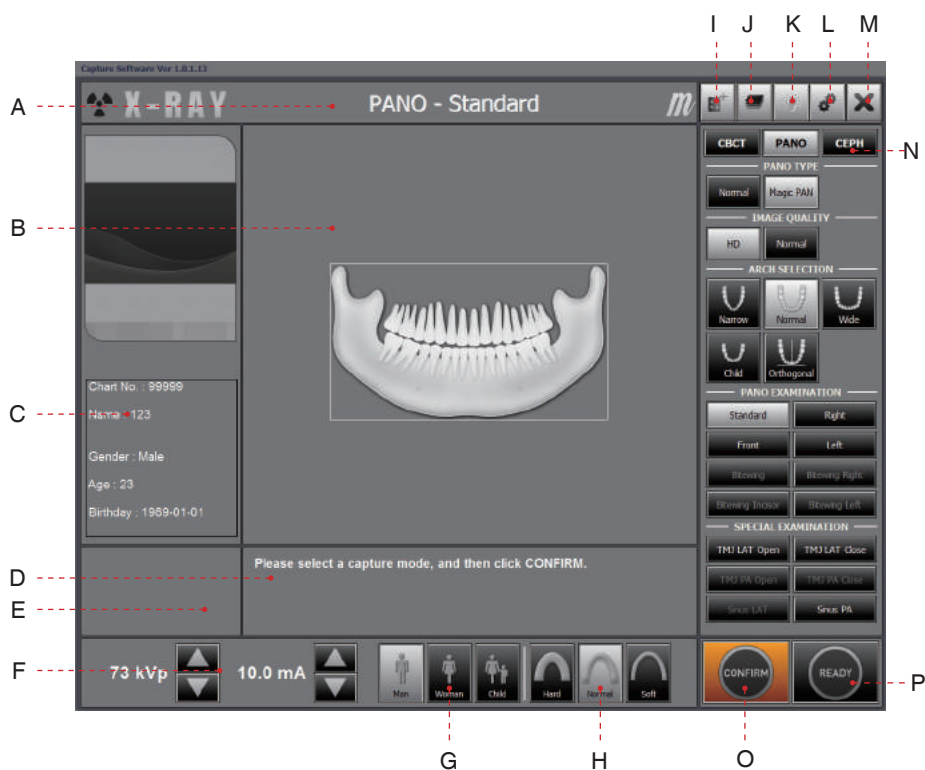 I J K L M
Capture Software Ver 1.0.1.13
A
X-RAY
PANO - Standard
m
CBCT PANO CEPH
N
PANO TYPE
Normal Magic PAN
B
IMAGE QUALITY
HD Normal
ARCH SELECTION
Narrow Normal Wide
Child Orthogonal
C
Chart No. : 99999
Name : 123
Gender : Male
Age : 23
Birthday : 1989-01-01
PANO EXAMINATION
Standard Right
Front Left
Bitewing Bitewing Right
Bitewing Incisor Bitewing Left
SPECIAL EXAMINATION
TMJ LAT Open TMJ LAT Close
TMJ PA Open TMJ PA Close
Sinus LAT Sinus PA
D
Please select a capture mode, and then click CONFIRM.
E
F
73 kVp
10.0 mA
Men Woman Child Hard Normal Soft
CONFIRM READY
P
G H O